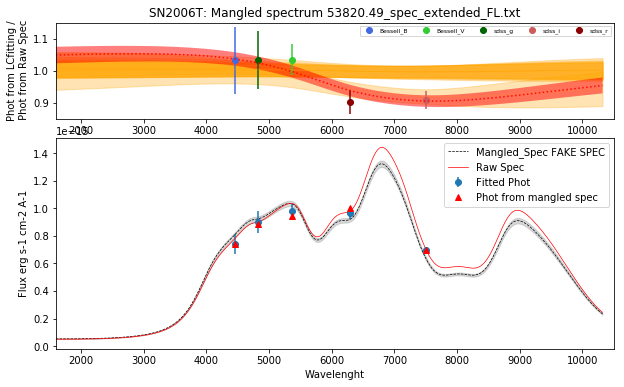 SN2006T: Mangled spectrum 53820.49_spec_extended_FL.txt
Phot from LCfitting /
Phot from Raw Spec
1.1
1.0
0.9
Bessell_B
Bessell_V
sdss_g
sdss_i
sdss_r
2000 3000 4000 5000 6000 7000 8000 9000 10000
Flux erg s-1 cm-2 A-1
1.4
1.2
1.0
0.8
0.6
0.4
0.2
0.0
Mangled_Spec FAKE SPEC
Raw Spec
Fitted Phot
Phot from mangled spec
2000 3000 4000 5000 6000 7000 8000 9000 10000
Wavelenght